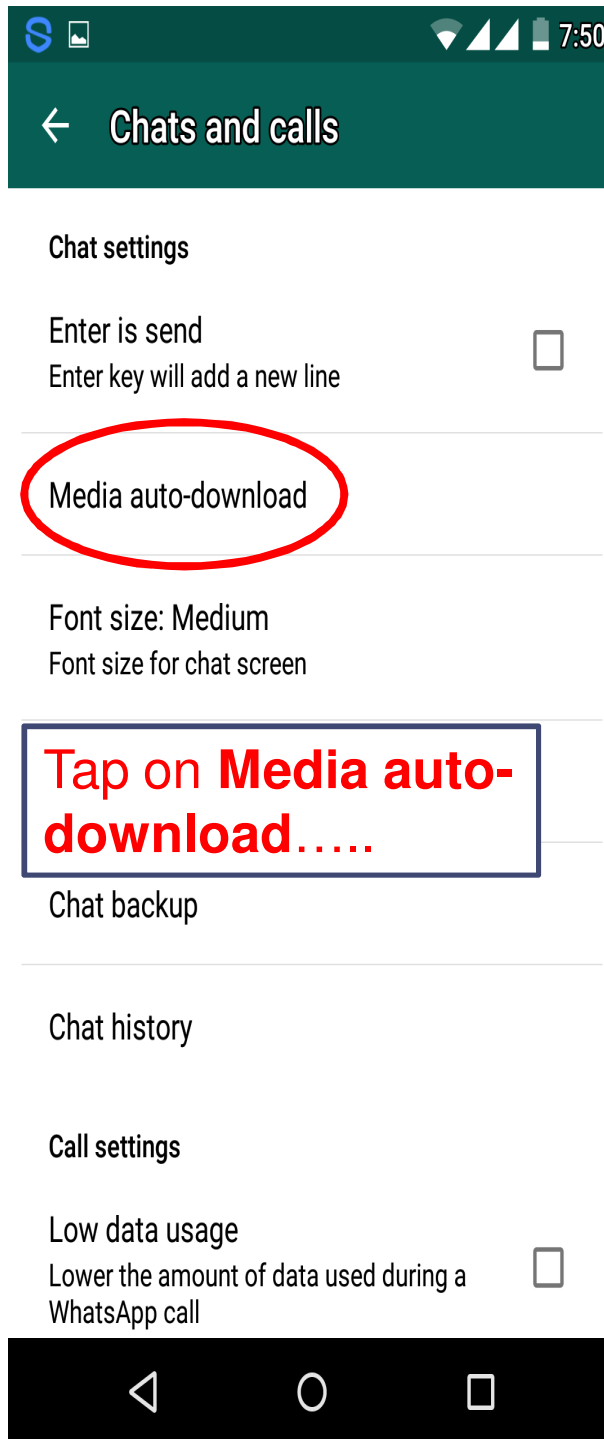 7:50
Chats and calls
Chat settings
Enter is send
Enter key will add a new line
Media auto-download
Font size: Medium
Font size for chat screen
Tap on Media auto-
download…..
Chat backup
Chat history
Call settings
Low data usage
Lower the amount of data used during a
WhatsApp call